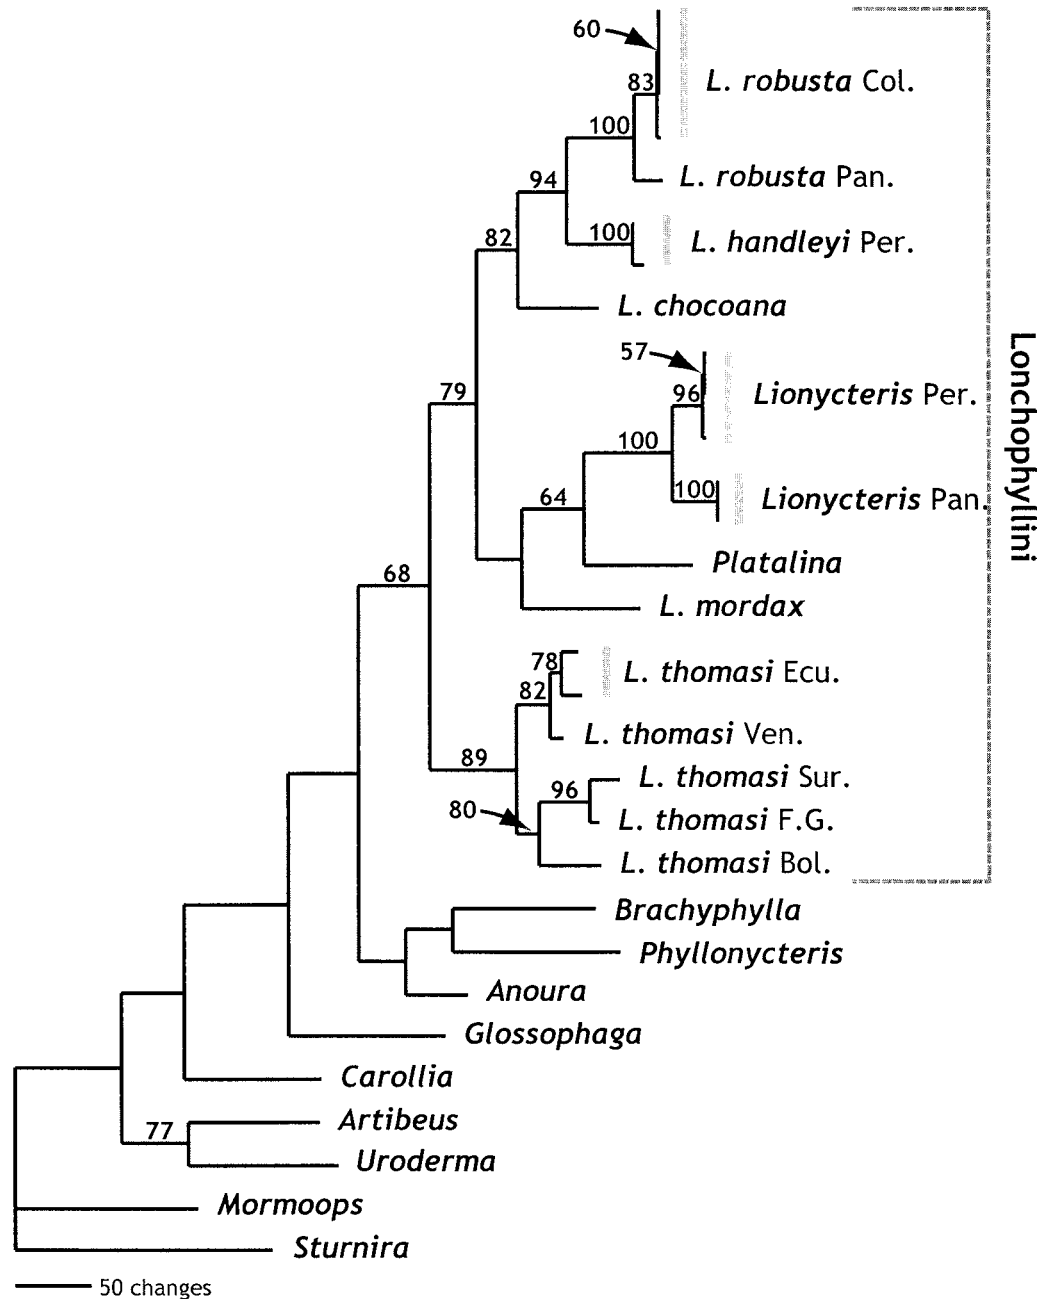 60
83
L. robusta Col.
100
L. robusta Pan.
94
100
L. handleyi Per.
82
L. chocoana
57
96
Lionycteris Per.
79
100
100
Lionycteris Pan.
64
Platalina
68
L. mordax
78
L. thomasi Ecu.
82
L. thomasi Ven.
89
L. thomasi Sur.
96
80
L. thomasi F.G.
L. thomasi Bol.
Lonchophyllini
Brachyphylla
Phyllonycteris
Anoura
Glossophaga
Carollia
Artibeus
77
Uroderma
Mormoops
Sturnira
50 changes